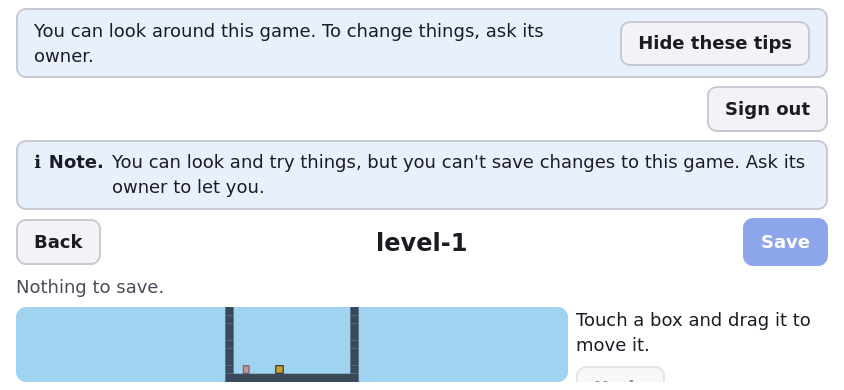 You can look around this game. To change things, ask its
owner.
Hide these tips
Sign out
ℹ Note. You can look and try things, but you can't save changes to this game. Ask its
owner to let you.
Back
level-1
Save
Nothing to save.
Touch a box and drag it to
move it.